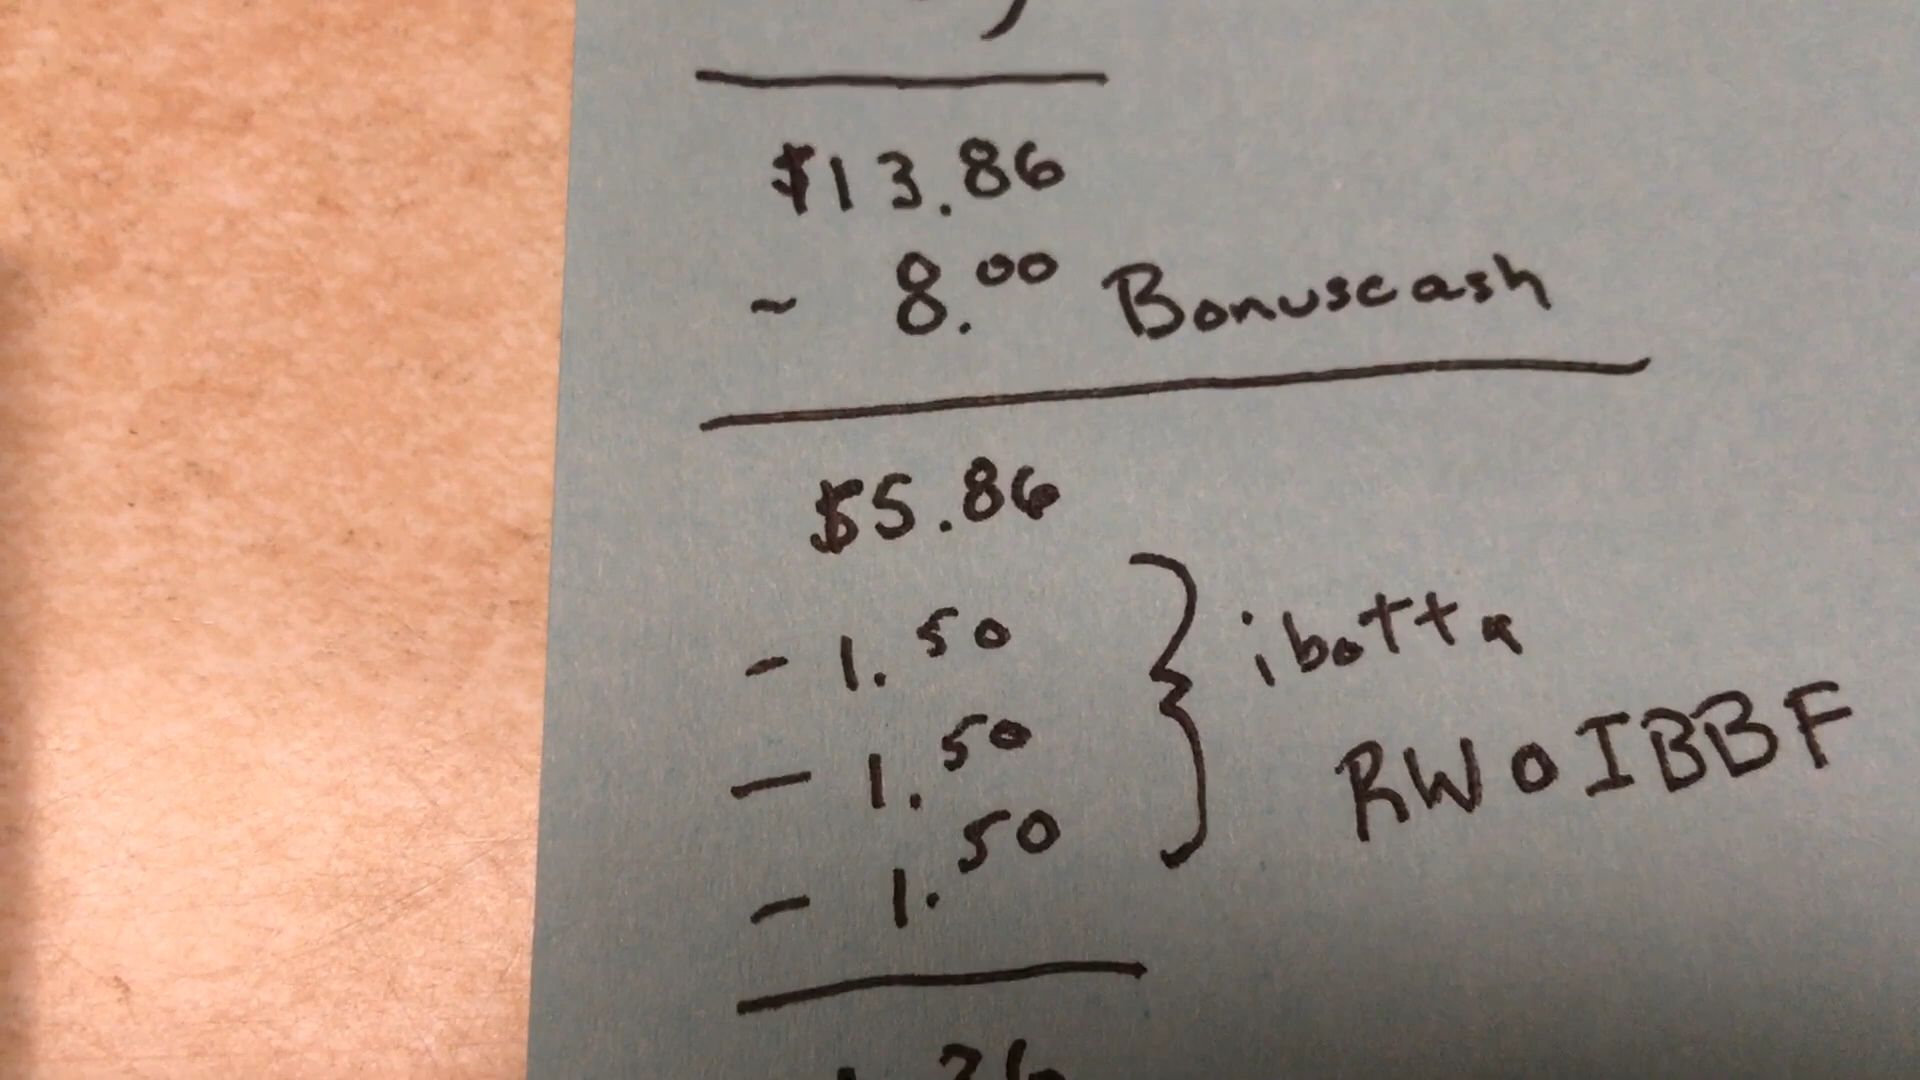 $13.86
- 8.00 Bonuscash
$5.86
- 1.50
ibotta
- 1.50
RWOIBBF
- 1.50